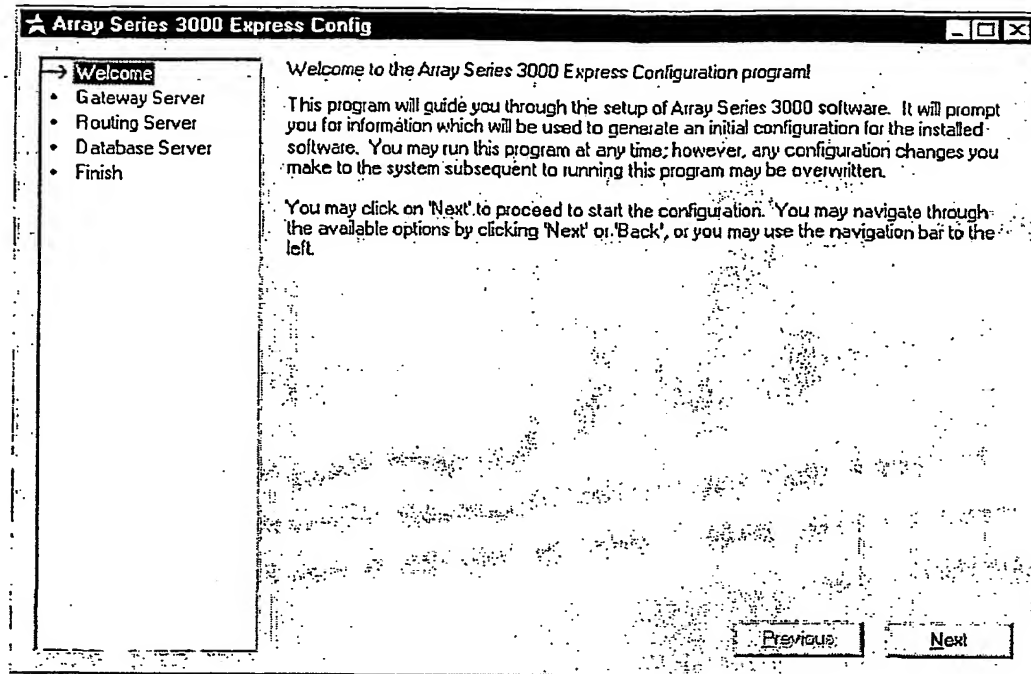 Array Series 3000 Express Config
Welcome
Gateway Server
Routing Server
Database Server
Finish
Welcome to the Array Series 3000 Express Configuration program!
This program will guide you through the setup of Array Series 3000 software. It will prompt
you for information which will be used to generate an initial configuration for the installed
software. You may run this program at any time; however, any configuration changes you
make to the system subsequent to running this program may be overwritten.
You may click on 'Next' to proceed to start the configuration. You may navigate through
the available options by clicking 'Next' or 'Back', or you may use the navigation bar to the
left.
Previous
Next